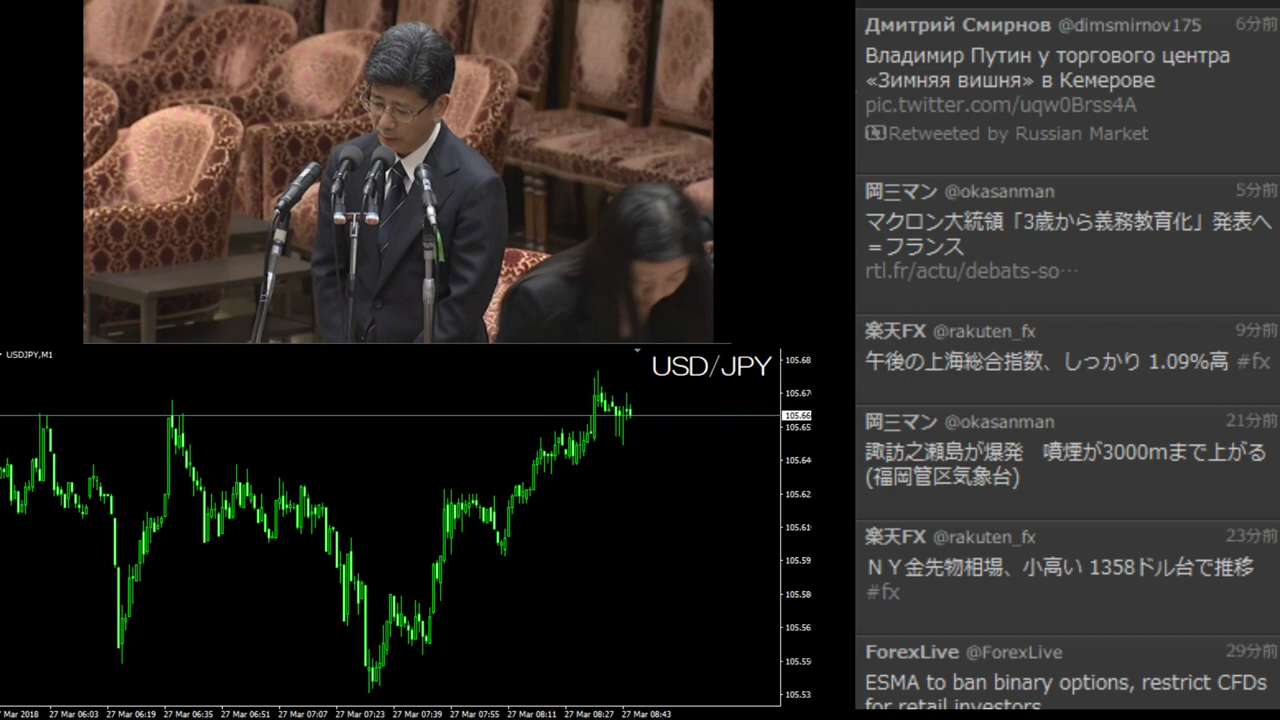 USDJPY,M1
USD/JPY
105.68
105.67
105.66
105.65
105.64
105.62
105.61
105.59
105.58
105.56
105.55
105.53
Mar 2018
27 Mar 06:03
27 Mar 06:19
27 Mar 06:35
27 Mar 06:51
27 Mar 07:07
27 Mar 07:23
27 Mar 07:39
27 Mar 07:55
27 Mar 08:11
27 Mar 08:27
27 Mar 08:43
Дмитрий Смирнов @dimsmirnov175 6分前
Владимир Путин у торгового центра
«Зимняя вишня» в Кемерове
pic.twitter.com/uqw0Brss4A
Retweeted by Russian Market
岡三マン @okasanman 5分前
マクロン大統領「3歳から義務教育化」発表へ
＝フランス
rtl.fr/actu/debats-so…
楽天FX @rakuten_fx 9分前
午後の上海総合指数、しっかり 1.09%高 #fx
岡三マン @okasanman 21分前
諏訪之瀬島が爆発　噴煙が3000mまで上がる
(福岡管区気象台)
楽天FX @rakuten_fx 23分前
ＮＹ金先物相場、小高い 1358ドル台で推移
#fx
ForexLive @ForexLive 29分前
ESMA to ban binary options, restrict CFDs
for retail investors